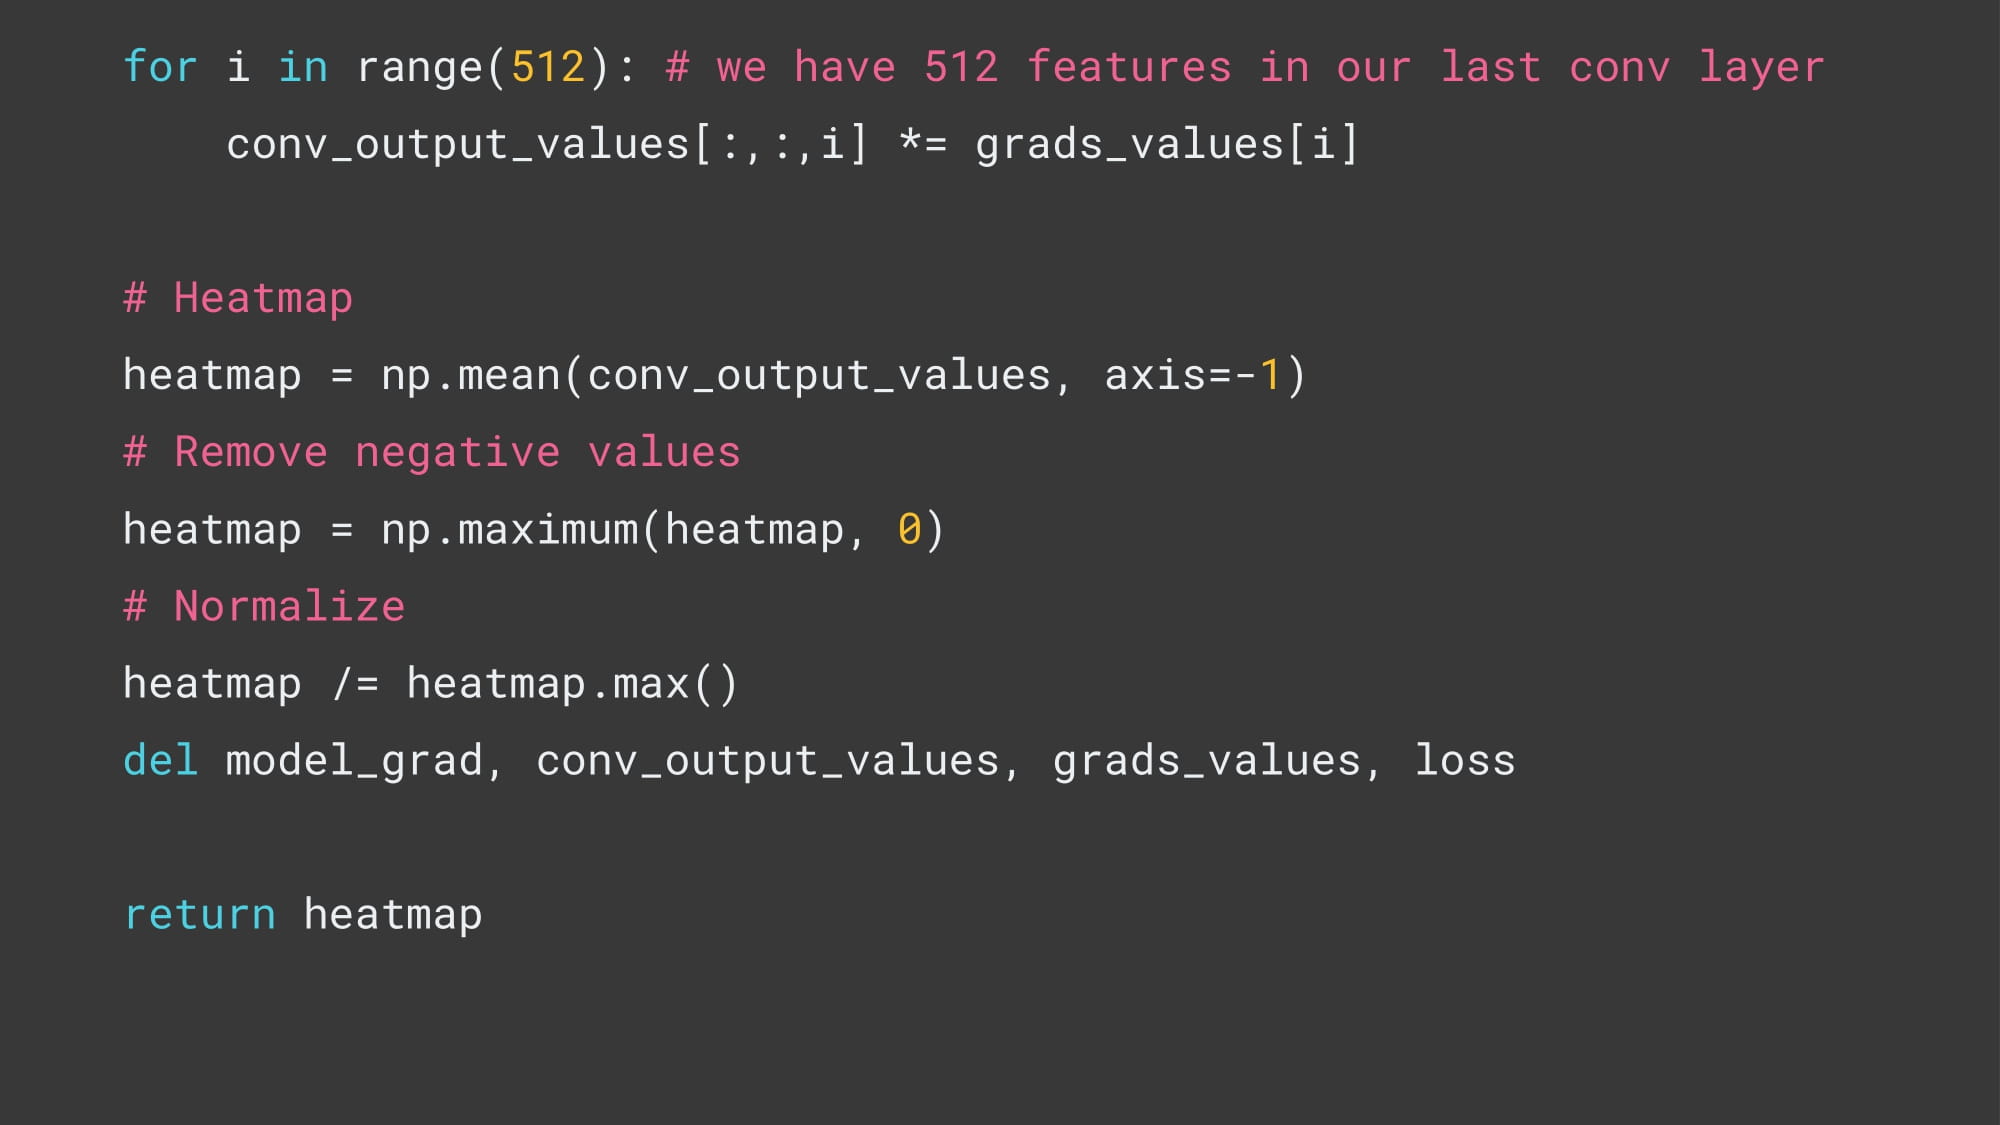 for i in range(512): # we have 512 features in our last conv layer
    conv_output_values[:,:,i] *= grads_values[i]
# Heatmap
heatmap = np.mean(conv_output_values, axis=-1)
# Remove negative values
heatmap = np.maximum(heatmap, 0)
# Normalize
heatmap /= heatmap.max()
del model_grad, conv_output_values, grads_values, loss
return heatmap